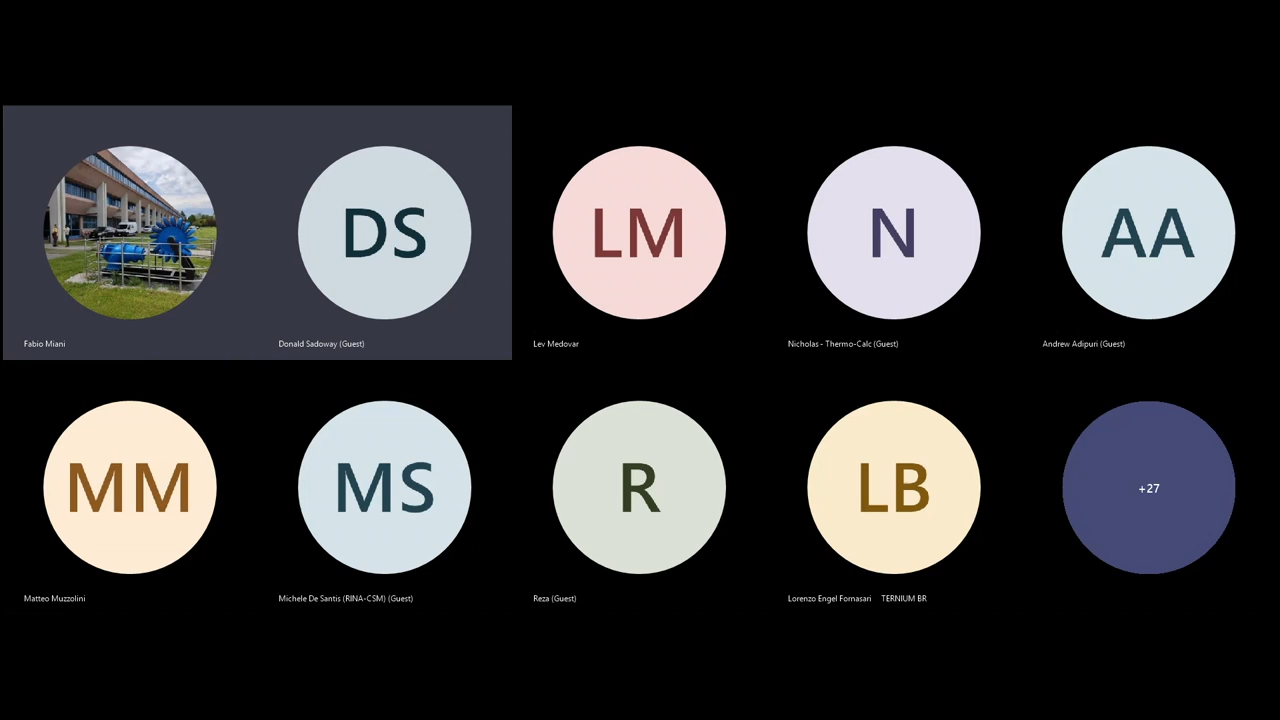 DS
LM
N
AA
Fabio Miani
Donald Sadoway (Guest)
Lev Medovar
Nicholas - Thermo-Calc (Guest)
Andrew Adipuri (Guest)
MM
MS
R
LB
+27
Matteo Muzzolini
Michele De Santis (RINA-CSM) (Guest)
Reza (Guest)
Lorenzo Engel Fornasari TERNIUM BR